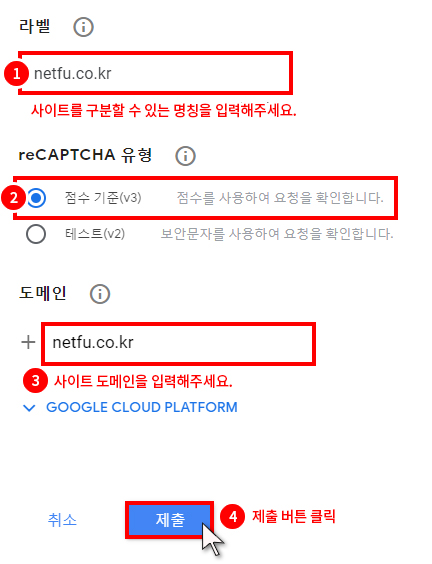 라벨
1 netfu.co.kr
사이트를 구분할 수 있는 명칭을 입력해주세요.
reCAPTCHA 유형
2 점수 기준(v3) 점수를 사용하여 요청을 확인합니다.
테스트(v2) 보안문자를 사용하여 요청을 확인합니다.
도메인
+ netfu.co.kr
3 사이트 도메인을 입력해주세요.
GOOGLE CLOUD PLATFORM
취소 제출 4 제출 버튼 클릭